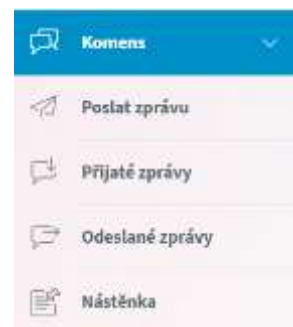 Komens
Poslat zprávu
Přijaté zprávy
Odeslané zprávy
Nástěnka